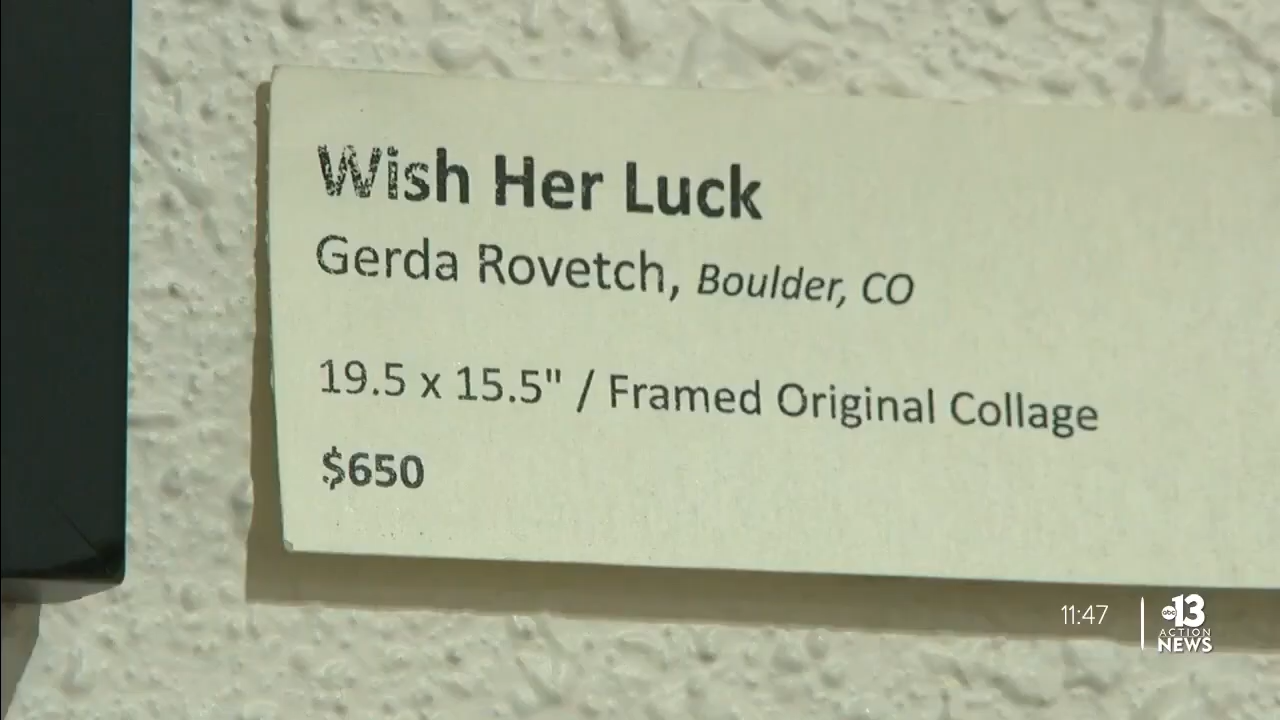 Wish Her Luck
Gerda Rovetch, Boulder, CO
19.5 x 15.5" / Framed Original Collage
$650
11:47
abc 13
ACTION
NEWS